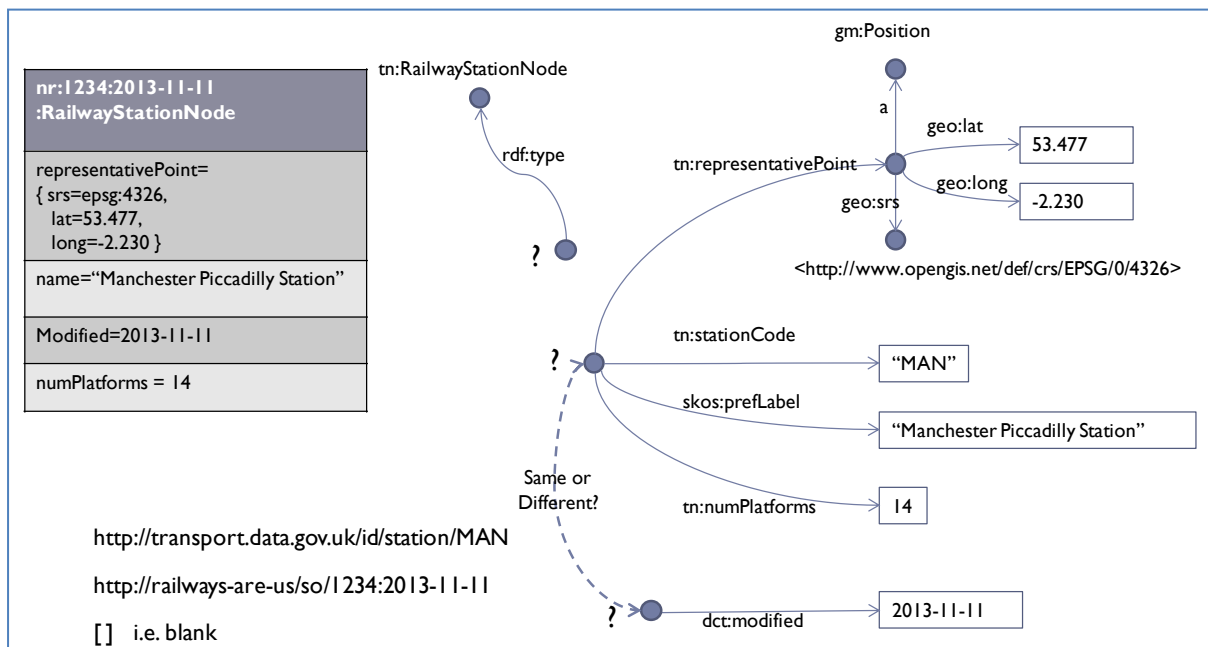 nr:1234:2013-11-11
:RailwayStationNode
representativePoint=
{ srs=epsg:4326,
lat=53.477,
long=-2.230 }
name=“Manchester Piccadilly Station”
Modified=2013-11-11
numPlatforms = 14
tn:RailwayStationNode
rdf:type
?
gm:Position
a
geo:lat
53.477
tn:representativePoint
geo:long
-2.230
geo:srs
<http://www.opengis.net/def/crs/EPSG/0/4326>
?
tn:stationCode
“MAN”
skos:prefLabel
“Manchester Piccadilly Station”
Same or
Different?
tn:numPlatforms
14
?
dct:modified
2013-11-11
http://transport.data.gov.uk/id/station/MAN
http://railways-are-us/so/1234:2013-11-11
[ ] i.e. blank